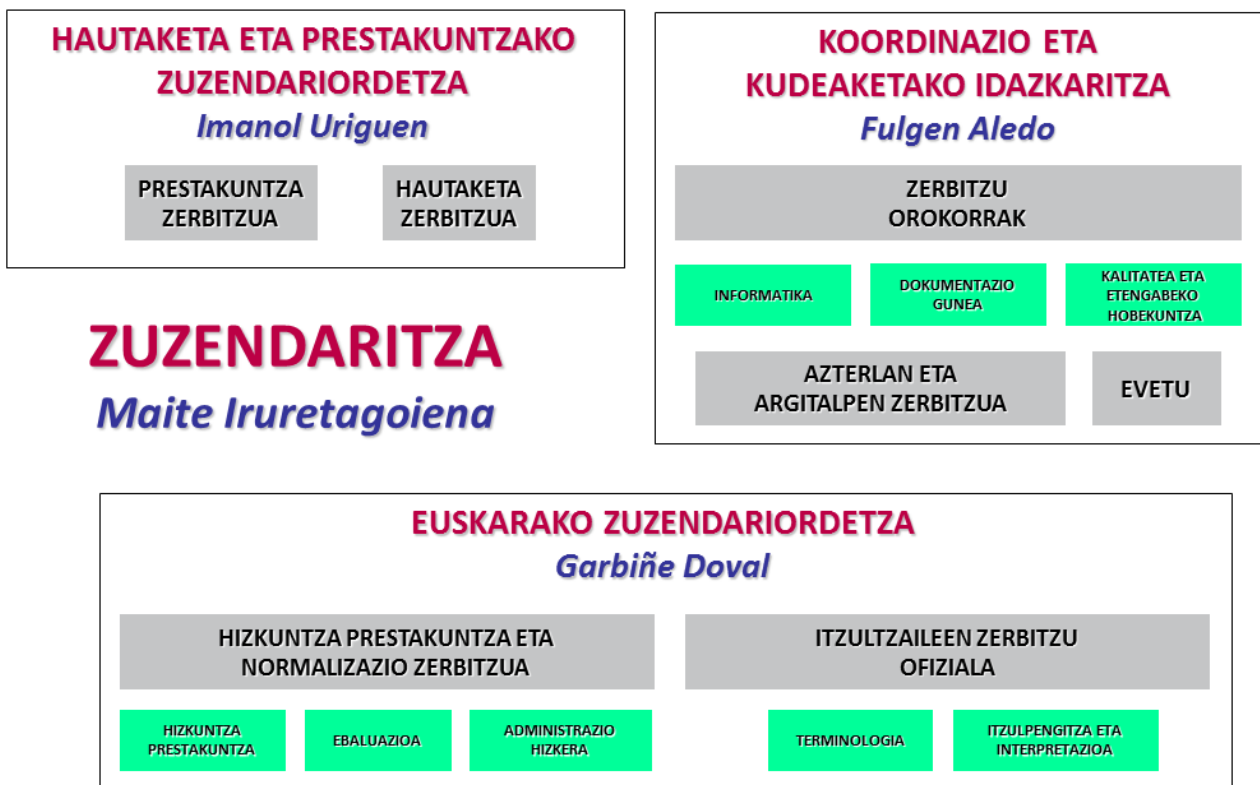 HAUTAKETA ETA PRESTAKUNTZAKO
ZUZENDARIORDETZA
Imanol Uriguen
PRESTAKUNTZA
ZERBITZUA
HAUTAKETA
ZERBITZUA
KOORDINAZIO ETA
KUDEAKETAKO IDAZKARITZA
Fulgen Aledo
ZERBITZU
OROKORRAK
INFORMATIKA
DOKUMENTAZIO
GUNEA
KALITATEA ETA
ETENGABEKO
HOBEKUNTZA
AZTERLAN ETA
ARGITALPEN ZERBITZUA
EVETU
ZUZENDARITZA
Maite Iruretagoiena
EUSKARAKO ZUZENDARIORDETZA
Garbiñe Doval
HIZKUNTZA PRESTAKUNTZA ETA
NORMALIZAZIO ZERBITZUA
HIZKUNTZA
PRESTAKUNTZA
EBALUAZIOA
ADMINISTRAZIO
HIZKERA
ITZULTZAILEEN ZERBITZU
OFIZIALA
TERMINOLOGIA
ITZULPENGITZA ETA
INTERPRETAZIOA